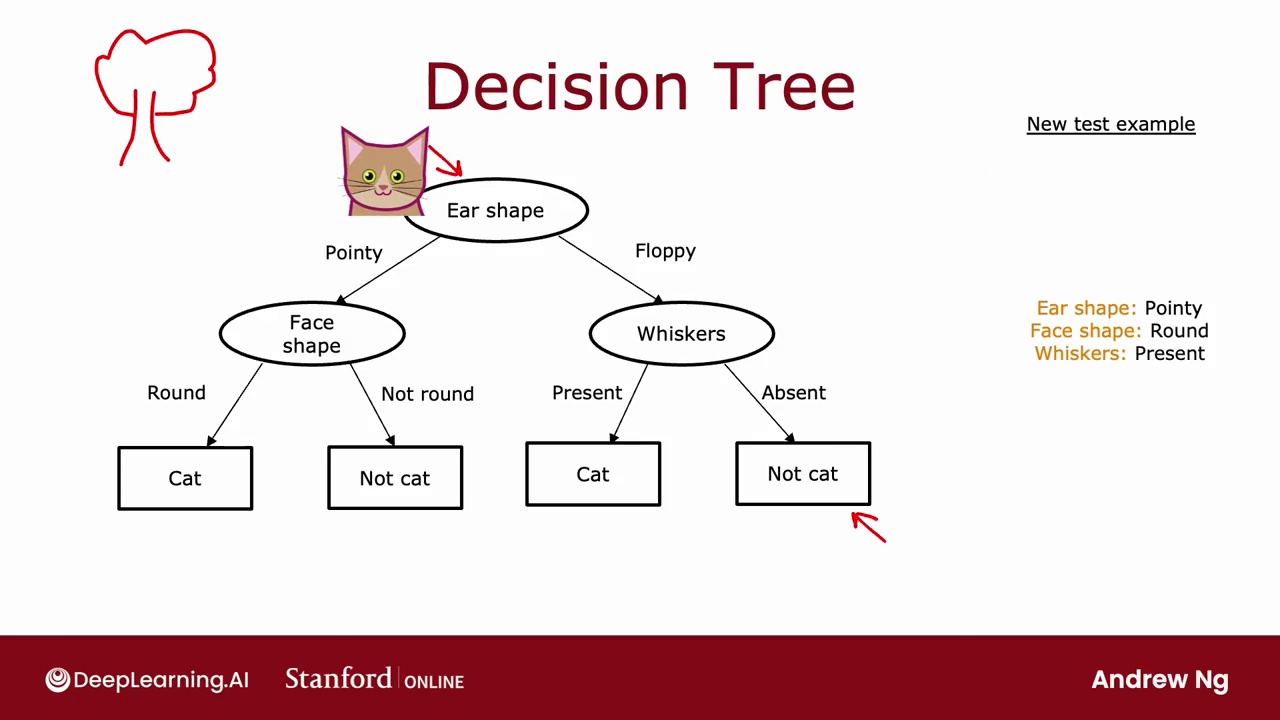 Decision Tree
New test example
Ear shape
Pointy
Floppy
Ear shape: Pointy
Face shape: Round
Whiskers: Present
Face
shape
Whiskers
Round
Not round
Present
Absent
Cat
Not cat
Cat
Not cat
DeepLearning.AI
Stanford ONLINE
Andrew Ng